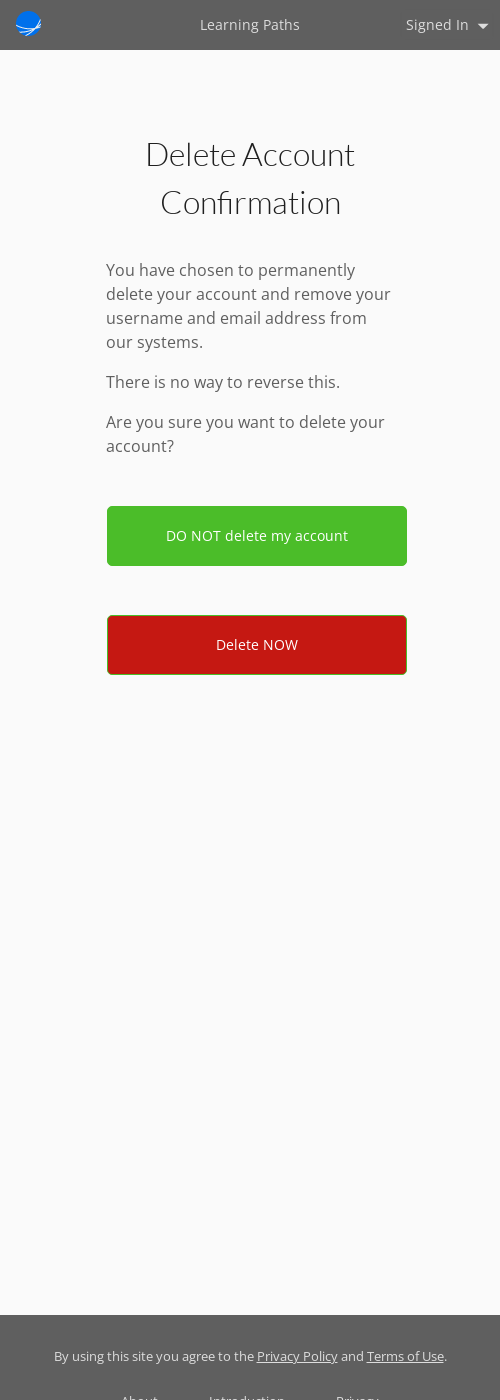 Learning Paths
Signed In
Delete Account
Confirmation
You have chosen to permanently
delete your account and remove your
username and email address from
our systems.
There is no way to reverse this.
Are you sure you want to delete your
account?
DO NOT delete my account
Delete NOW
By using this site you agree to the Privacy Policy and Terms of Use.
About Introduction Privacy